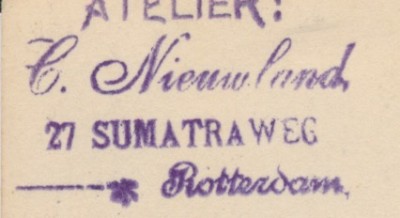 ATELIER:
C. Nieuwland,
27 SUMATRAWEG
Rotterdam.